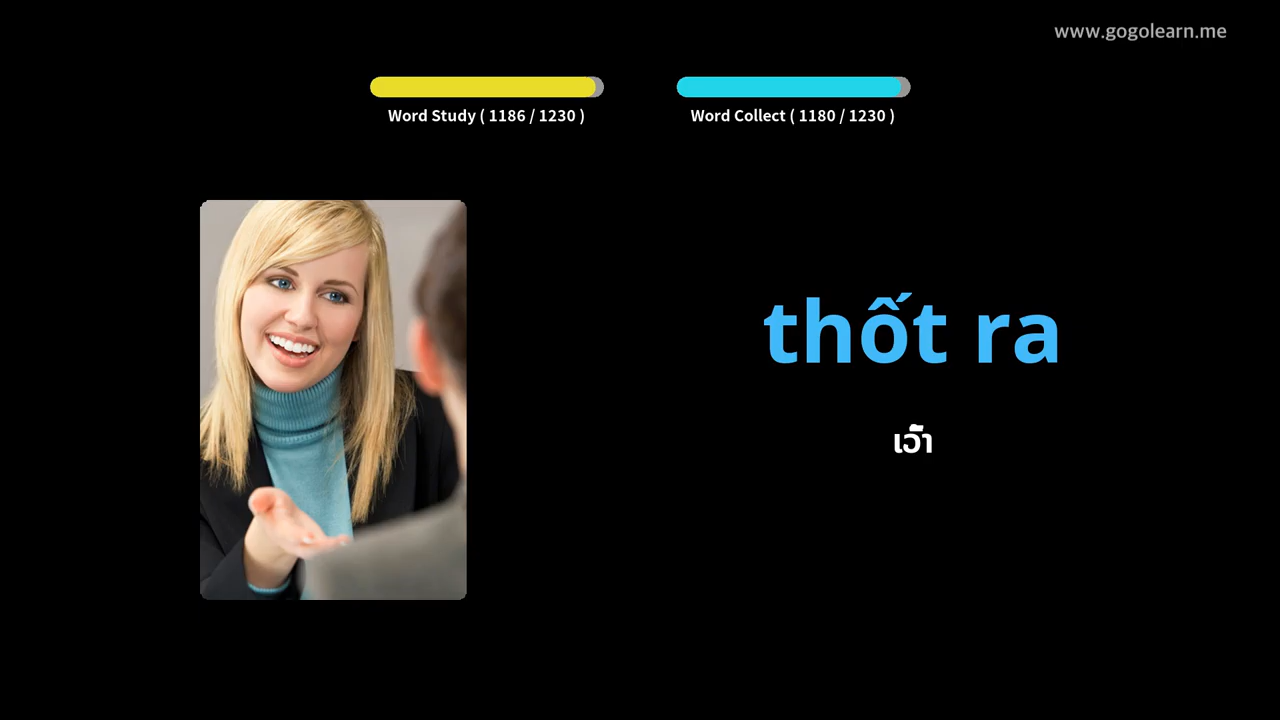 www.gogolearn.me
Word Study ( 1186 / 1230 )
Word Collect ( 1180 / 1230 )
thốt ra
ເວົ້າ